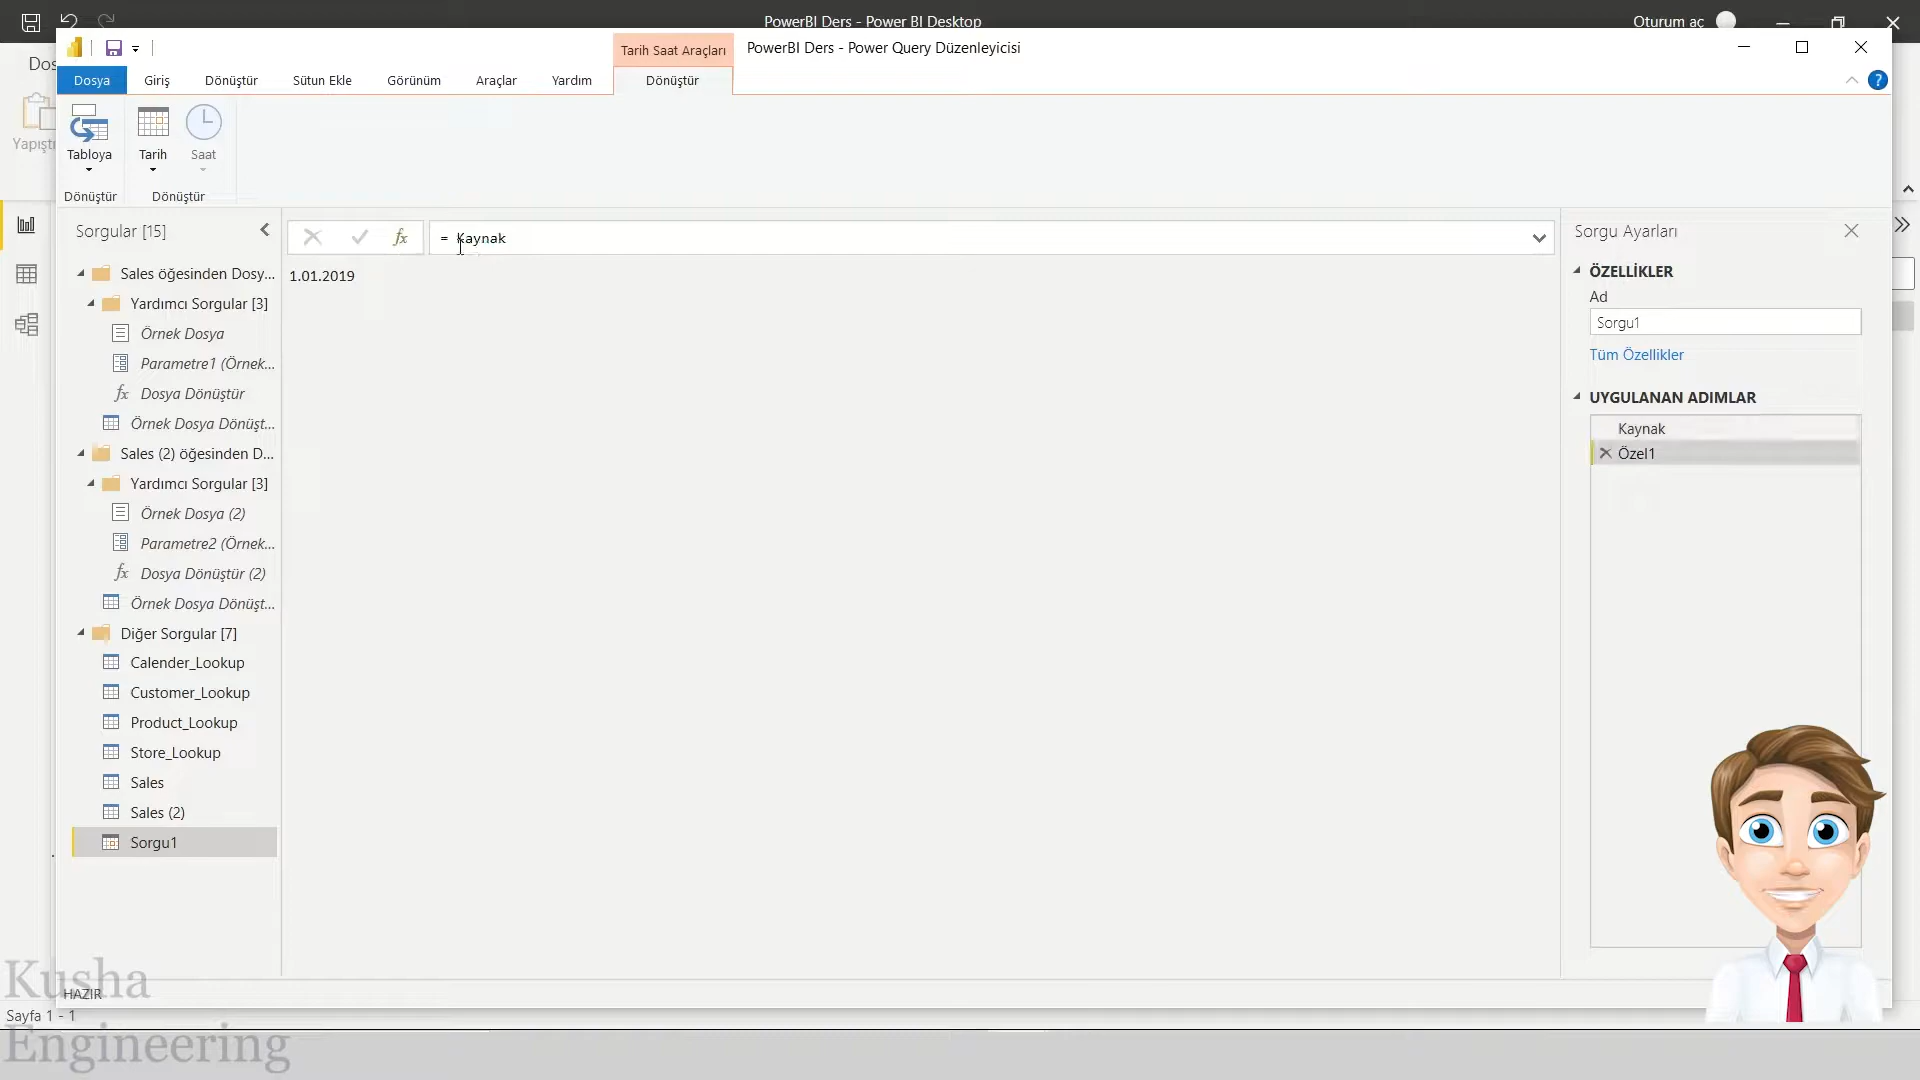 PowerBI Ders - Power BI Desktop
Oturum aç
Tarih Saat Araçları
PowerBI Ders - Power Query Düzenleyicisi
Dosya
Giriş
Dönüştür
Sütun Ekle
Görünüm
Araçlar
Yardım
Dönüştür
Tabloya
Tarih
Saat
Dönüştür
Dönüştür
Sorgular [15]
= Kaynak
1.01.2019
Sales öğesinden Dosy...
Yardımcı Sorgular [3]
Örnek Dosya
Parametre1 (Örnek...
fx Dosya Dönüştür
Örnek Dosya Dönüşt...
Sales (2) öğesinden D...
Yardımcı Sorgular [3]
Örnek Dosya (2)
Parametre2 (Örnek...
fx Dosya Dönüştür (2)
Örnek Dosya Dönüşt...
Diğer Sorgular [7]
Calender_Lookup
Customer_Lookup
Product_Lookup
Store_Lookup
Sales
Sales (2)
Sorgu1
Sorgu Ayarları
ÖZELLİKLER
Ad
Sorgu1
Tüm Özellikler
UYGULANAN ADIMLAR
Kaynak
Özel1
HAZIR
Sayfa 1 - 1
Kusha
Engineering